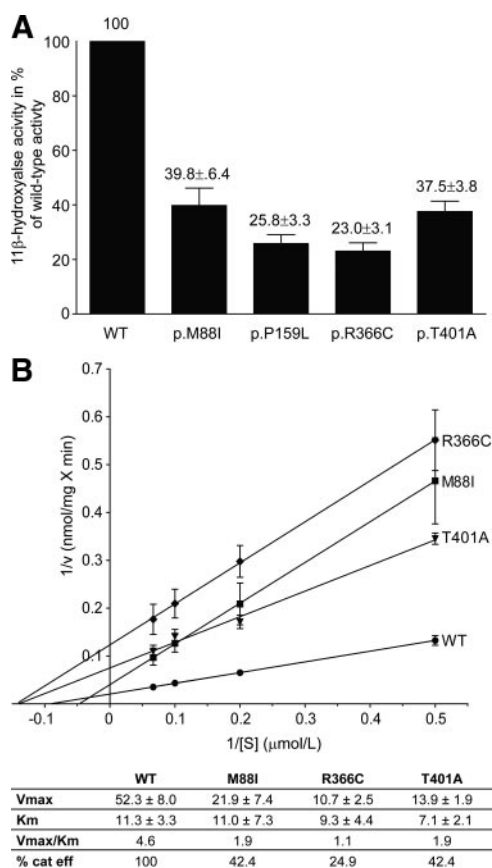 A
100
39.8±.6.4
25.8±3.3
23.0±3.1
37.5±3.8
11β-hydroxyalse acivity in %
of wild-type activty
100
80
60
40
20
0
WT p.M88I p.P159L p.R366C p.T401A
B
0.7
0.6
0.5
0.4
0.3
0.2
0.1
1/v (nmol/mg X min)
R366C
M88I
T401A
WT
-0.1 0 0.1 0.2 0.3 0.4 0.5
1/[S] (μmol/L)
WT M88I R366C T401A
Vmax 52.3 ± 8.0 21.9 ± 7.4 10.7 ± 2.5 13.9 ± 1.9
Km 11.3 ± 3.3 11.0 ± 7.3 9.3 ± 4.4 7.1 ± 2.1
Vmax/Km 4.6 1.9 1.1 1.9
% cat eff 100 42.4 24.9 42.4